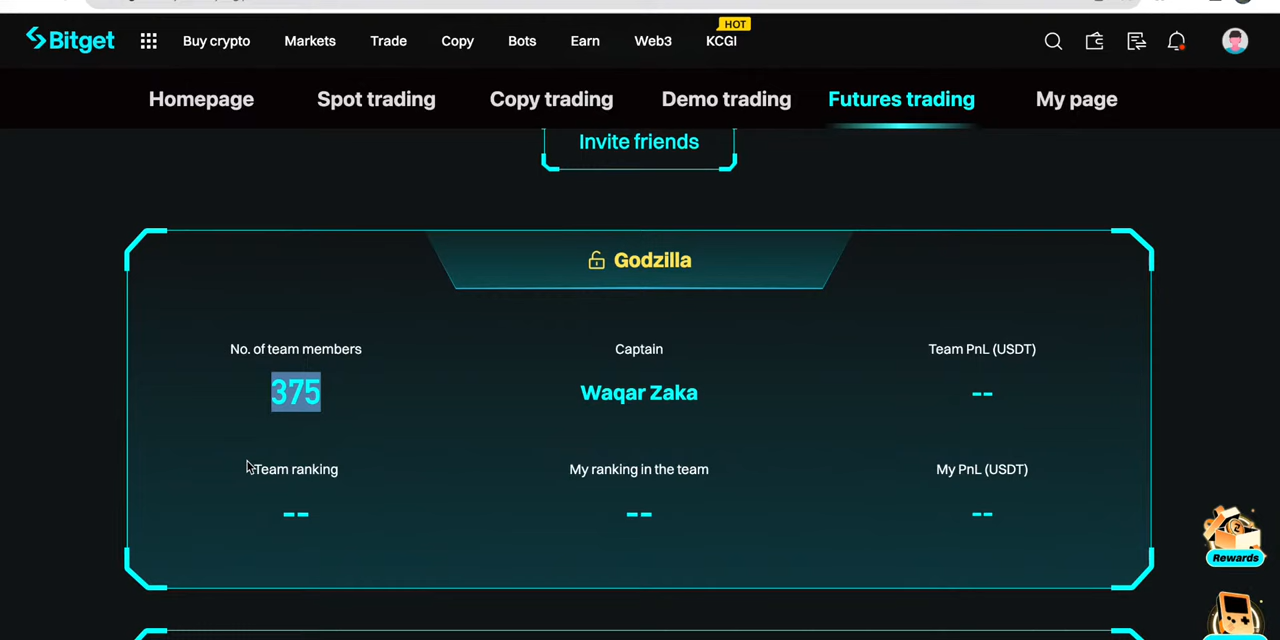 Bitget Buy crypto Markets Trade Copy Bots Earn Web3 KCGI HOT
Homepage Spot trading Copy trading Demo trading Futures trading My page
Invite friends
Godzilla
No. of team members Captain Team PnL (USDT)
375 Waqar Zaka --
Team ranking My ranking in the team My PnL (USDT)
-- -- --
Rewards